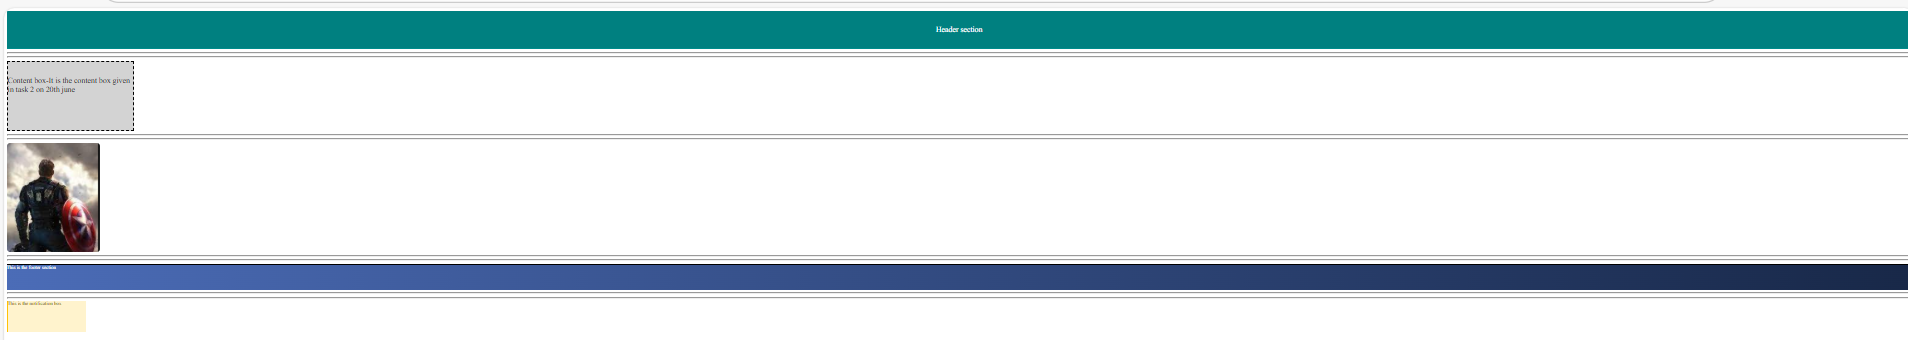 Header section
Content box-It is the content box given
in task 2 on 20th june
This is the footer section
This is the notification box